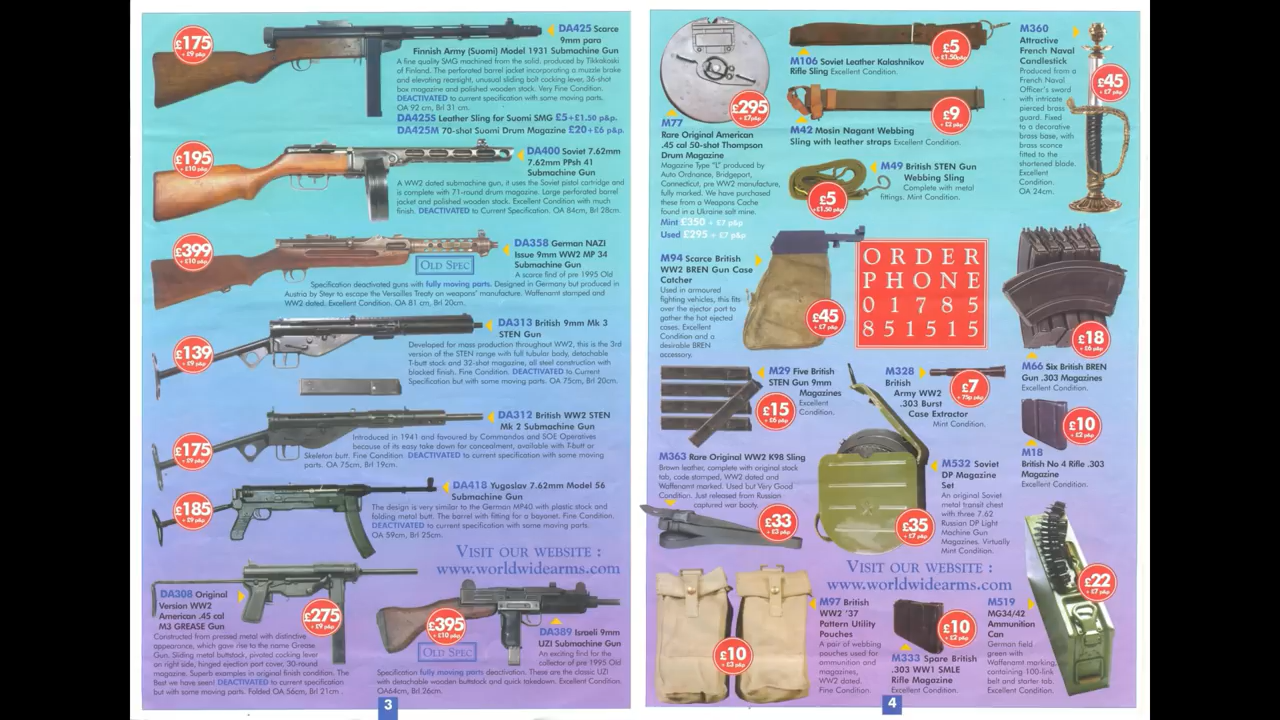 £175
+£9 p&p
DA425 Scarce
9mm para
Finnish Army (Suomi) Model 1931 Submachine Gun
A fine quality SMG machined from the solid, produced by Tikkakoski
of Finland. The perforated barrel jacket incorporating a muzzle brake
and elevating rearsight, unusual sliding bolt cocking lever, 36-shot
box magazine and polished wooden stock. Very Fine Condition.
DEACTIVATED to current specification with some moving parts.
OA 92 cm, Brl 31 cm.
DA425S Leather Sling for Suomi SMG £5+£1.50 p&p.
DA425M 70-shot Suomi Drum Magazine £20+£6 p&p.
£195
+£10 p&p
DA400 Soviet 7.62mm
7.62mm PPsh 41
Submachine Gun
A WW2 dated submachine gun, it uses the Soviet pistol cartridge and
is complete with 71-round drum magazine. Large perforated barrel
jacket and polished wooden stock. Excellent Condition with much
finish. DEACTIVATED to Current Specification. OA 84cm, Brl 28cm.
£399
+£10 p&p
DA358 German NAZI
Issue 9mm WW2 MP 34
Submachine Gun
OLD SPEC
A scarce find of pre 1995 Old
Specification deactivated guns with fully moving parts. Designed in Germany but produced in
Austria by Steyr to escape the Versailles Treaty on weapons' manufacture. Waffenamt stamped and
WW2 dated. Excellent Condition. OA 81 cm, Brl 20cm.
£139
+£9 p&p
DA313 British 9mm Mk 3
STEN Gun
Developed for mass production throughout WW2, this is the 3rd
version of the STEN range with full tubular body, detachable
T-butt stock and 32-shot magazine, all steel construction with
blacked finish. Fine Condition. DEACTIVATED to Current
Specification but with some moving parts. OA 75cm, Brl 20cm.
£175
+£9 p&p
DA312 British WW2 STEN
Mk 2 Submachine Gun
Introduced in 1941 and favoured by Commandos and SOE Operatives
because of its easy take down for concealment, available with T-butt or
Skeleton butt. Fine Condition. DEACTIVATED to current specification with some moving
parts. OA 75cm, Brl 19cm.
£185
+£9 p&p
DA418 Yugoslav 7.62mm Model 56
Submachine Gun
The design is very similar to the German MP40 with plastic stock and
folding metal butt. The barrel with fitting for a bayonet. Fine Condition.
DEACTIVATED to current specification with some moving parts.
OA 59cm, Brl 25cm.
VISIT OUR WEBSITE :
www.worldwidearms.com
DA308 Original
Version WW2
American .45 cal
M3 GREASE Gun
£275
+£9 p&p
Constructed from pressed metal with distinctive
appearance, which gave rise to the name Grease
Gun. Sliding metal buttstock, pivoted cocking lever
on right side, hinged ejection port cover, 30-round
magazine. Superb examples in original finish condition. The
Best we have seen! DEACTIVATED to current specification
but with some moving parts. Folded OA 56cm, Brl 21cm.
£395
+£10 p&p
OLD SPEC
DA389 Israeli 9mm
UZI Submachine Gun
An exciting find for the
collector of pre 1995 Old
Specification fully moving parts deactivation. These are the classic UZI
with detachable wooden buttstock and quick takedown. Excellent Condition.
OA64cm, Brl 26cm.
3
£295
+£7p&p
M77
Rare Original American
.45 cal 50-shot Thompson
Drum Magazine
Magazine Type "L" produced by
Auto Ordnance, Bridgeport,
Connecticut, pre WW2 manufacture,
fully marked. We have purchased
these from a Weapons Cache
found in a Ukraine salt mine.
Mint £350 + £7 p&p
Used £295 + £7 p&p
£5
+£1.50p&p
M106 Soviet Leather Kalashnikov
Rifle Sling Excellent Condition.
£9
+£2 p&p
M42 Mosin Nagant Webbing
Sling with leather straps Excellent Condition.
£5
+£1.50 p&p
M49 British STEN Gun
Webbing Sling
Complete with metal
fittings. Mint Condition.
M360
Attractive
French Naval
Candlestick
Produced from a
French Naval
Officer's sword
with intricate
pierced brass
guard. Fixed
to a decorative
brass base, with
brass sconce
fitted to the
shortened blade.
Excellent
Condition.
OA 24cm.
£45
+£7 p&p
M94 Scarce British
WW2 BREN Gun Case
Catcher
Used in armoured
fighting vehicles, this fits
over the ejector port to
gather the hot ejected
cases. Excellent
Condition and a
desirable BREN
accessory.
£45
+£7 p&p
ORDER
PHONE
01785
851515
£18
+£6 p&p
M66 Six British BREN
Gun .303 Magazines
M29 Five British
STEN Gun 9mm
Magazines
Excellent
Condition.
£15
+£6 p&p
M328
British
Army WW2
.303 Burst
Case Extractor
Mint Condition.
£7
+75p p&p
£10
+£2 p&p
M18
British No 4 Rifle .303
Magazine
Excellent Condition.
M363 Rare Original WW2 K98 Sling
Brown leather, complete with original stock
tab, code stamped, WW2 dated and
Waffenamt marked. Used but Very Good
Condition. Just released from Russian
captured war booty.
£33
+£3 p&p
£35
+£7 p&p
M532 Soviet
DP Magazine
Set
An original Soviet
metal transit chest
with three 7.62
Russian DP Light
Machine Gun
Magazines. Virtually
Mint Condition.
VISIT OUR WEBSITE :
www.worldwidearms.com
£10
+£3 p&p
M97 British
WW2 '37
Pattern Utility
Pouches
A pair of webbing
pouches used for
ammunition and
magazines,
WW2 dated.
Fine Condition.
£10
+£2 p&p
M333 Spare British
.303 WW1 SMLE
Rifle Magazine
Excellent Condition.
M519
MG34/42
Ammunition
Can
German field
green with
Waffenamt marking,
containing 100-link
belt and starter tab.
Excellent Condition.
£22
+£7 p&p
4